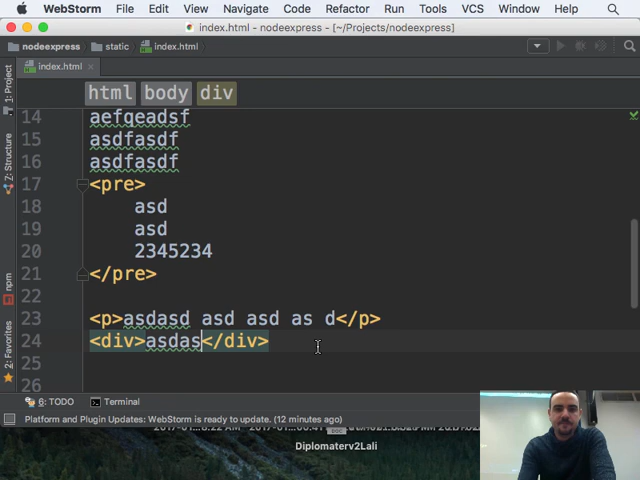 WebStorm File Edit View Navigate Code Refactor Run Tools VCS Window Help
index.html - nodeexpress - [~/Projects/nodeexpress]
nodeexpress static index.html
index.html
html body div
14 aefqeadsf
15 asdfasdf
16 asdfasdf
17 <pre>
18 asd
19 asd
20 2345234
21 </pre>
22
23 <p>asdasd asd asd as d</p>
24 <div>asdas</div>
25
26
1: Project
7: Structure
npm
2: Favorites
6: TODO Terminal
Platform and Plugin Updates: WebStorm is ready to update. (12 minutes ago)
Diplomaterv2Lali